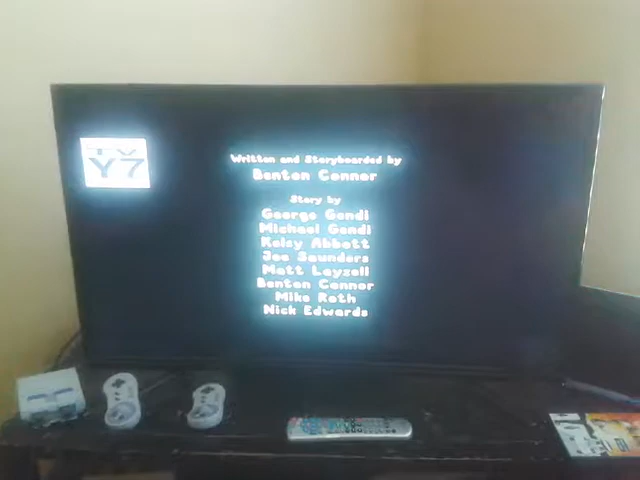 TV
Y7
Written and Storyboarded by
Benton Connor
Story by
George Gendi
Michael Gendi
Kelsy Abbott
Joe Saunders
Matt Layzell
Benton Connor
Mike Roth
Nick Edwards